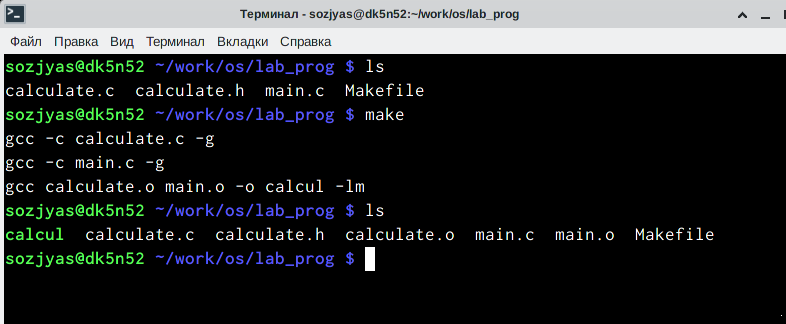 Терминал - sozjyas@dk5n52:~/work/os/lab_prog
Файл Правка Вид Терминал Вкладки Справка
sozjyas@dk5n52 ~/work/os/lab_prog $ ls
calculate.c calculate.h main.c Makefile
sozjyas@dk5n52 ~/work/os/lab_prog $ make
gcc -c calculate.c -g
gcc -c main.c -g
gcc calculate.o main.o -o calcul -lm
sozjyas@dk5n52 ~/work/os/lab_prog $ ls
calcul calculate.c calculate.h calculate.o main.c main.o Makefile
sozjyas@dk5n52 ~/work/os/lab_prog $